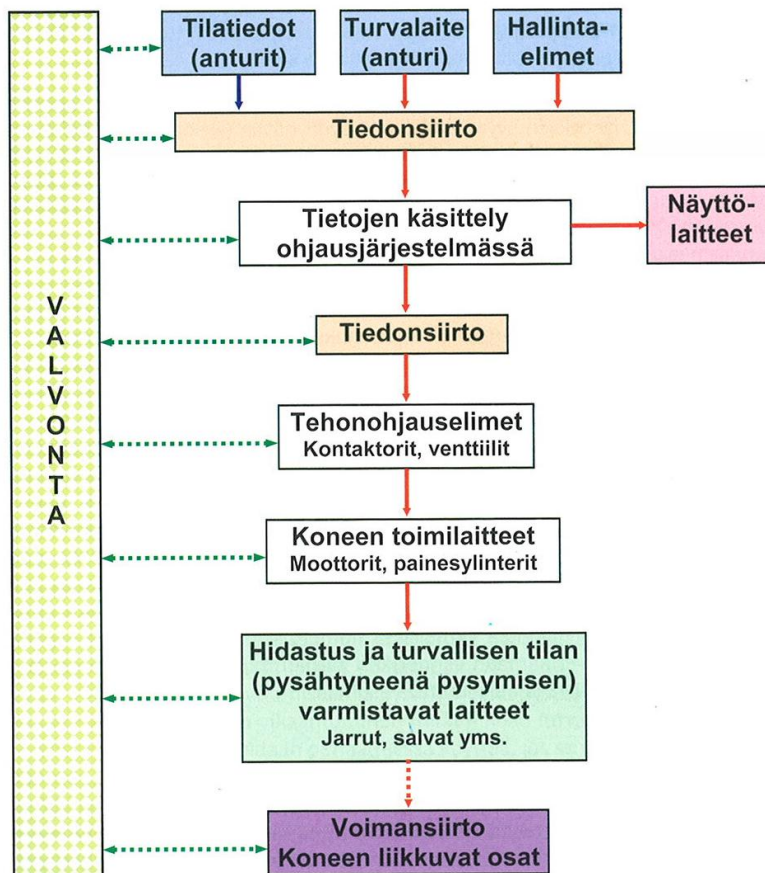 Tilatiedot
(anturit)
Turvalaite
(anturi)
Hallinta-
elimet
Tiedonsiirto
Tietojen käsittely
ohjausjärjestelmässä
Näyttö-
laitteet
VALVONTA
Tiedonsiirto
Tehonohjauselimet
Kontaktorit, venttiilit
Koneen toimilaitteet
Moottorit, painesylinterit
Hidastus ja turvallisen tilan
(pysähtyneenä pysymisen)
varmistavat laitteet
Jarrut, salvat yms.
Voimansiirto
Koneen liikkuvat osat